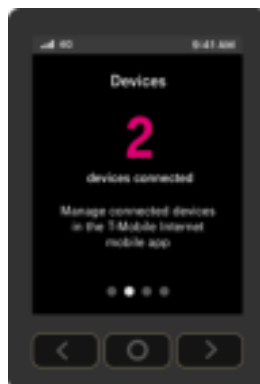 9:41 AM
Devices
2
devices connected
Manage connected devices
in the T-Mobile Internet
mobile app